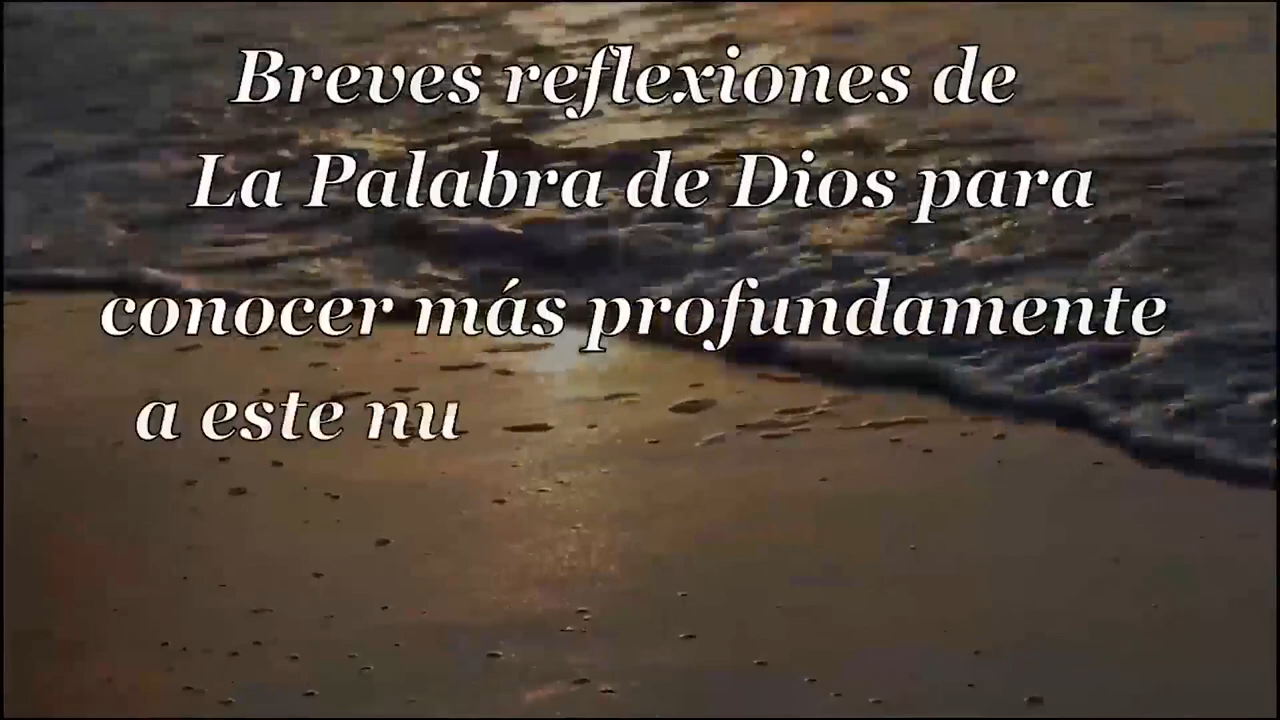 Breves reflexiones de
La Palabra de Dios para
conocer más profundamente
a este nu